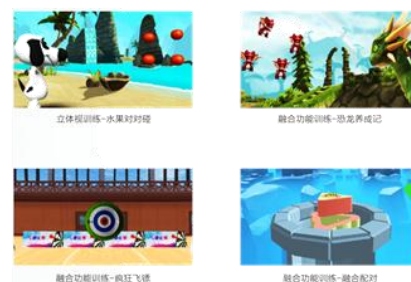 立体视训练-水果对对碰
融合功能训练-恐龙养成记
融合功能训练-疯狂飞镖
融合功能训练-融合配对